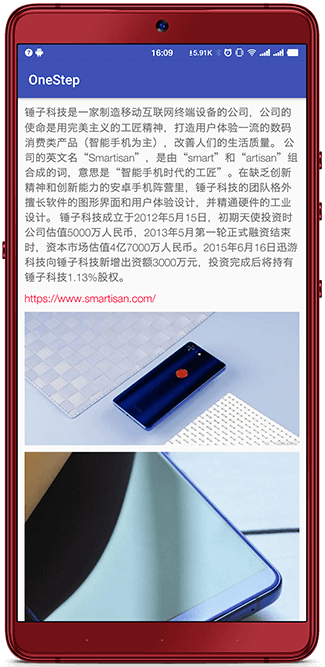 16:09
5.91K
OneStep
锤子科技是一家制造移动互联网终端设备的公司，公司的
使命是用完美主义的工匠精神，打造用户体验一流的数码
消费类产品（智能手机为主），改善人们的生活质量。 公
司的英文名“Smartisan”，是由“smart”和“artisan”组
合成的词，意思是“智能手机时代的工匠”。在缺乏创新
精神和创新能力的安卓手机阵营里，锤子科技的团队格外
擅长软件的图形界面和用户体验设计，并精通硬件的工业
设计。 锤子科技成立于2012年5月15日，初期天使投资时
公司估值5000万人民币，2013年5月第一轮正式融资结束
时，资本市场估值4亿7000万人民币。2015年6月16日迅游
科技向锤子科技新增出资额3000万元，投资完成后将持有
锤子科技1.13%股权。
https://www.smartisan.com/